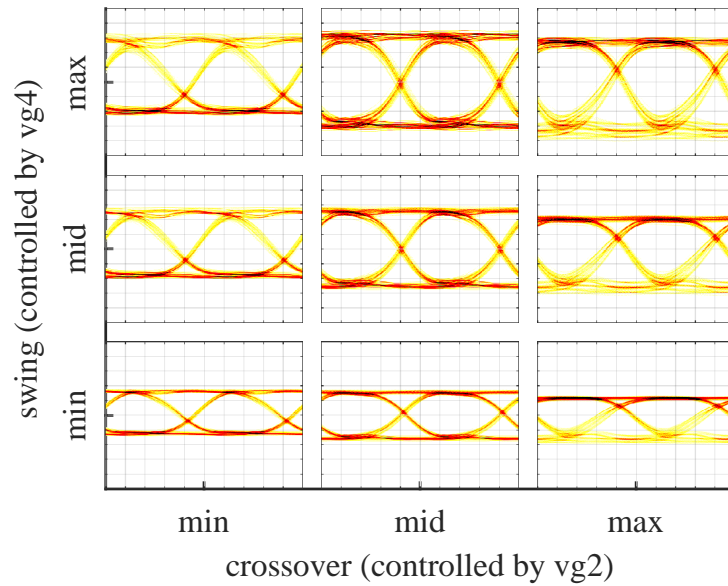 swing (controlled by vg4)
max
mid
min
min mid max
crossover (controlled by vg2)